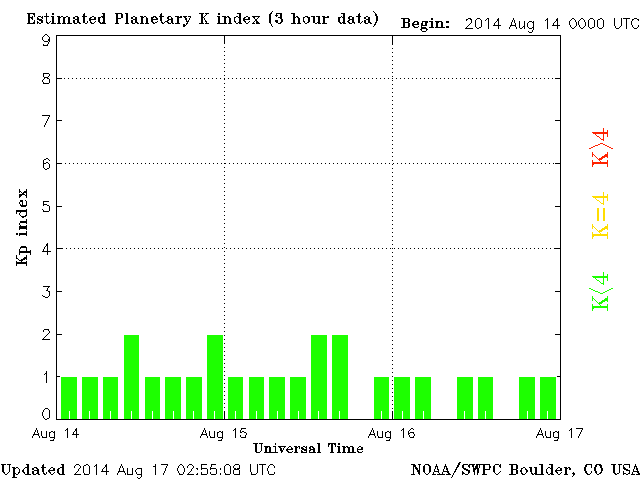 Estimated Planetary K index (3 hour data)
Begin: 2014 Aug 14 0000 UTC
9
8
7
6
5
4
3
2
1
0
Kp index
K>4
K=4
K<4
Aug 14
Aug 15
Aug 16
Aug 17
Universal Time
Updated 2014 Aug 17 02:55:08 UTC
NOAA/SWPC Boulder, CO USA